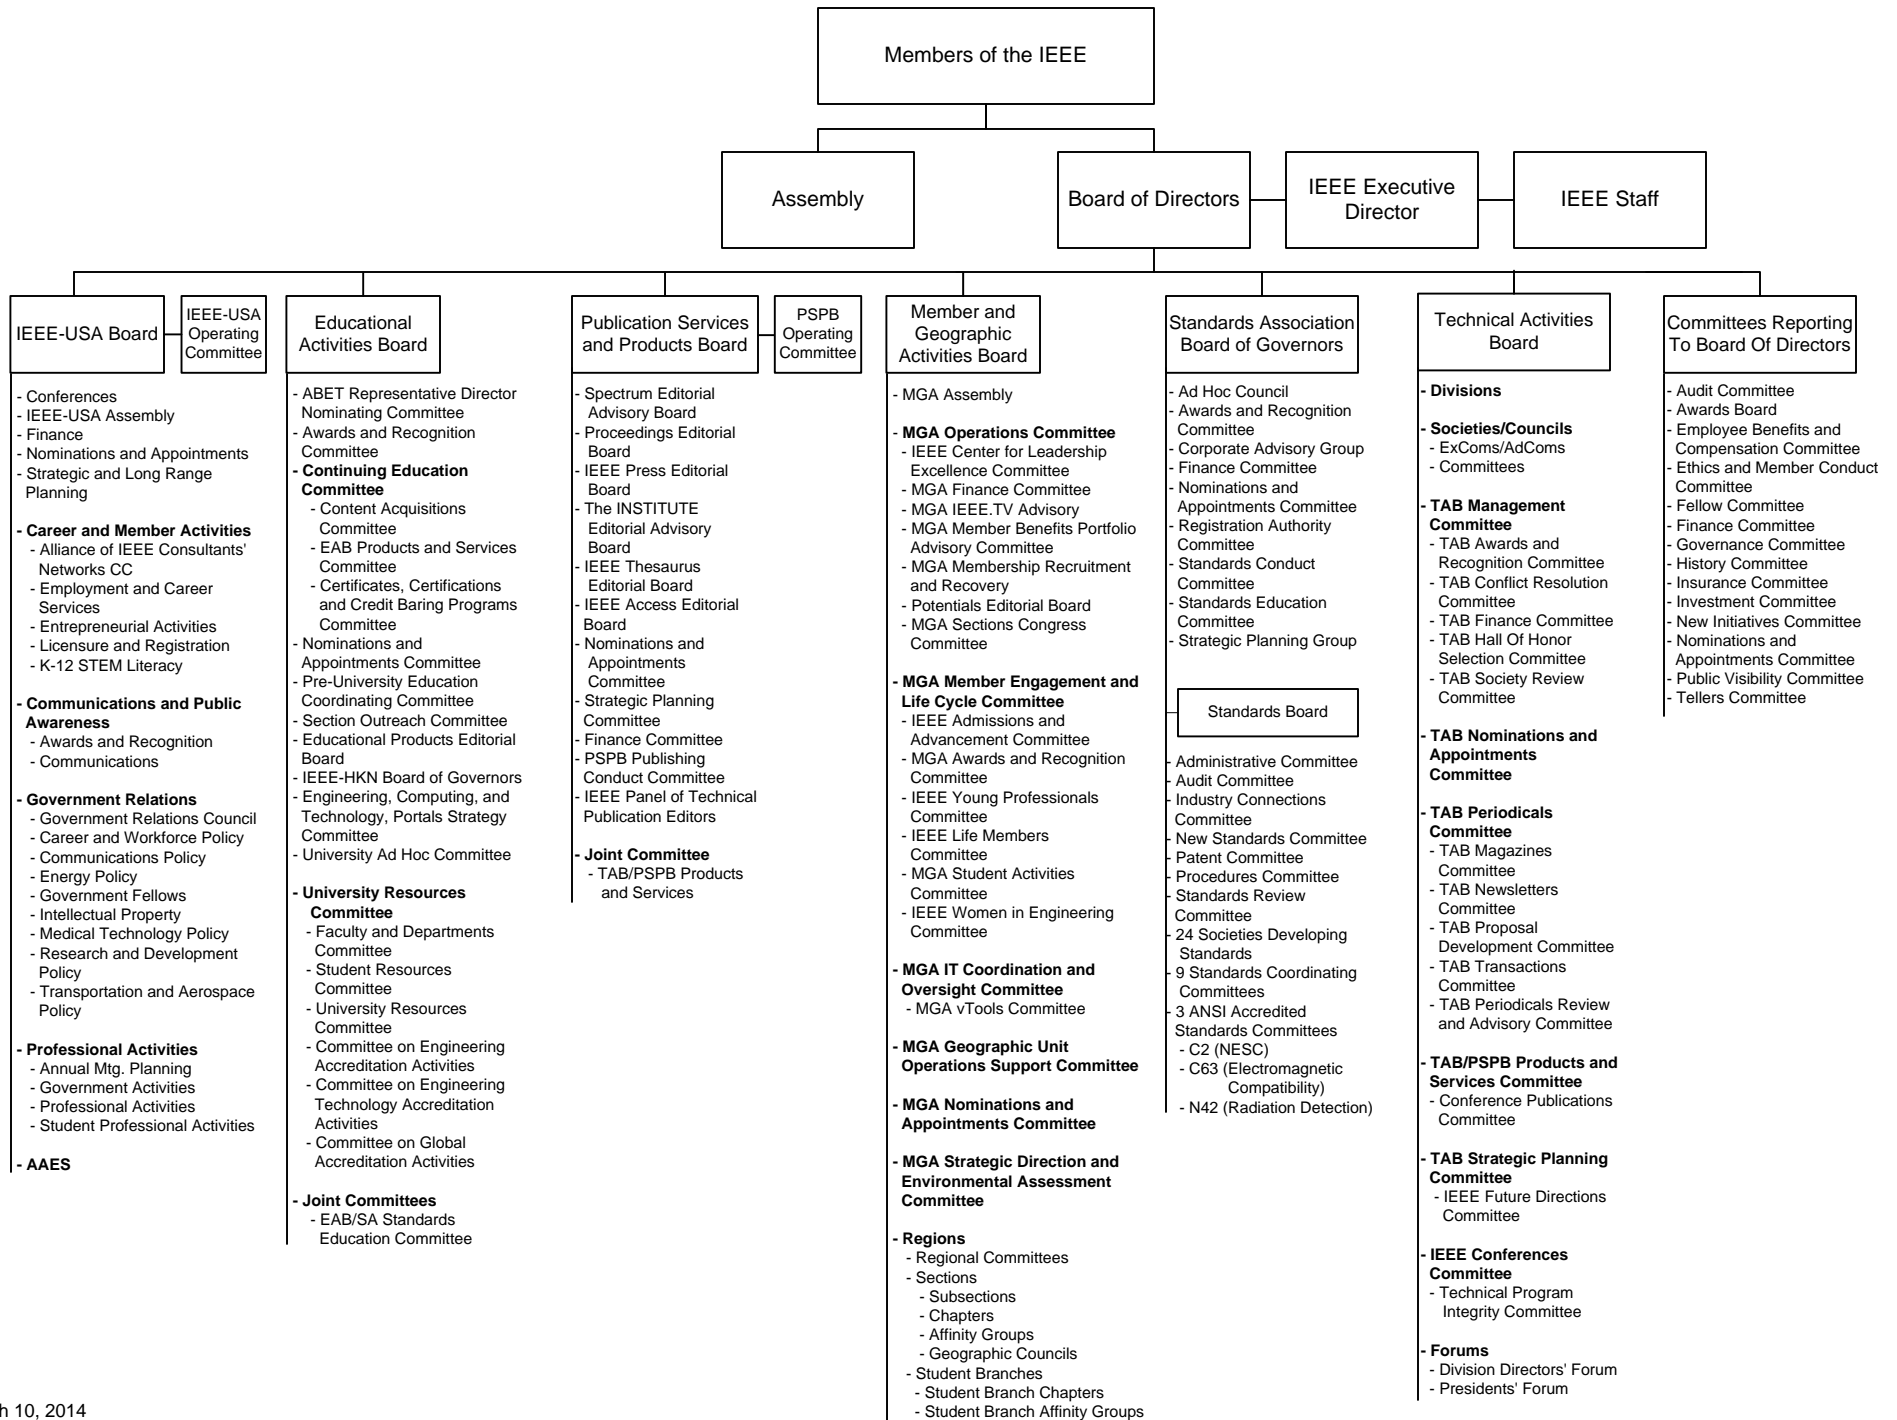 Members of the IEEE
Assembly
Board of Directors
IEEE Executive
Director
IEEE Staff
IEEE-USA Board
IEEE-USA
Operating
Committee
- Conferences
- IEEE-USA Assembly
- Finance
- Nominations and Appointments
- Strategic and Long Range
Planning
- Career and Member Activities
- Alliance of IEEE Consultants'
Networks CC
- Employment and Career
Services
- Entrepreneurial Activities
- Licensure and Registration
- K-12 STEM Literacy
- Communications and Public
Awareness
- Awards and Recognition
- Communications
- Government Relations
- Government Relations Council
- Career and Workforce Policy
- Communications Policy
- Energy Policy
- Government Fellows
- Intellectual Property
- Medical Technology Policy
- Research and Development
Policy
- Transportation and Aerospace
Policy
- Professional Activities
- Annual Mtg. Planning
- Government Activities
- Professional Activities
- Student Professional Activities
- AAES
Educational
Activities Board
- ABET Representative Director
Nominating Committee
- Awards and Recognition
Committee
- Continuing Education
Committee
- Content Acquisitions
Committee
- EAB Products and Services
Committee
- Certificates, Certifications
and Credit Baring Programs
Committee
- Nominations and
Appointments Committee
- Pre-University Education
Coordinating Committee
- Section Outreach Committee
- Educational Products Editorial
Board
- IEEE-HKN Board of Governors
- Engineering, Computing, and
Technology, Portals Strategy
Committee
- University Ad Hoc Committee
- University Resources
Committee
- Faculty and Departments
Committee
- Student Resources
Committee
- University Resources
Committee
- Committee on Engineering
Accreditation Activities
- Committee on Engineering
Technology Accreditation
Activities
- Committee on Global
Accreditation Activities
- Joint Committees
- EAB/SA Standards
Education Committee
Publication Services
and Products Board
PSPB
Operating
Committee
- Spectrum Editorial
Advisory Board
- Proceedings Editorial
Board
- IEEE Press Editorial
Board
- The INSTITUTE
Editorial Advisory
Board
- IEEE Thesaurus
Editorial Board
- IEEE Access Editorial
Board
- Nominations and
Appointments
Committee
- Strategic Planning
Committee
- Finance Committee
- PSPB Publishing
Conduct Committee
- IEEE Panel of Technical
Publication Editors
- Joint Committee
- TAB/PSPB Products
and Services
Member and
Geographic
Activities Board
- MGA Assembly
- MGA Operations Committee
- IEEE Center for Leadership
Excellence Committee
- MGA Finance Committee
- MGA IEEE.TV Advisory
- MGA Member Benefits Portfolio
Advisory Committee
- MGA Membership Recruitment
and Recovery
- Potentials Editorial Board
- MGA Sections Congress
Committee
- MGA Member Engagement and
Life Cycle Committee
- IEEE Admissions and
Advancement Committee
- MGA Awards and Recognition
Committee
- IEEE Young Professionals
Committee
- IEEE Life Members
Committee
- MGA Student Activities
Committee
- IEEE Women in Engineering
Committee
- MGA IT Coordination and
Oversight Committee
- MGA vTools Committee
- MGA Geographic Unit
Operations Support Committee
- MGA Nominations and
Appointments Committee
- MGA Strategic Direction and
Environmental Assessment
Committee
- Regions
- Regional Committees
- Sections
- Subsections
- Chapters
- Affinity Groups
- Geographic Councils
- Student Branches
- Student Branch Chapters
- Student Branch Affinity Groups
Standards Association
Board of Governors
- Ad Hoc Council
- Awards and Recognition
Committee
- Corporate Advisory Group
- Finance Committee
- Nominations and
Appointments Committee
- Registration Authority
Committee
- Standards Conduct
Committee
- Standards Education
Committee
- Strategic Planning Group
Standards Board
- Administrative Committee
- Audit Committee
- Industry Connections
Committee
- New Standards Committee
- Patent Committee
- Procedures Committee
- Standards Review
Committee
- 24 Societies Developing
Standards
- 9 Standards Coordinating
Committees
- 3 ANSI Accredited
Standards Committees
- C2 (NESC)
- C63 (Electromagnetic
Compatibility)
- N42 (Radiation Detection)
Technical Activities
Board
- Divisions
- Societies/Councils
- ExComs/AdComs
- Committees
- TAB Management
Committee
- TAB Awards and
Recognition Committee
- TAB Conflict Resolution
Committee
- TAB Finance Committee
- TAB Hall Of Honor
Selection Committee
- TAB Society Review
Committee
- TAB Nominations and
Appointments
Committee
- TAB Periodicals
Committee
- TAB Magazines
Committee
- TAB Newsletters
Committee
- TAB Proposal
Development Committee
- TAB Transactions
Committee
- TAB Periodicals Review
and Advisory Committee
- TAB/PSPB Products and
Services Committee
- Conference Publications
Committee
- TAB Strategic Planning
Committee
- IEEE Future Directions
Committee
- IEEE Conferences
Committee
- Technical Program
Integrity Committee
- Forums
- Division Directors' Forum
- Presidents' Forum
Committees Reporting
To Board Of Directors
- Audit Committee
- Awards Board
- Employee Benefits and
Compensation Committee
- Ethics and Member Conduct
Committee
- Fellow Committee
- Finance Committee
- Governance Committee
- History Committee
- Insurance Committee
- Investment Committee
- New Initiatives Committee
- Nominations and
Appointments Committee
- Public Visibility Committee
- Tellers Committee
h 10, 2014